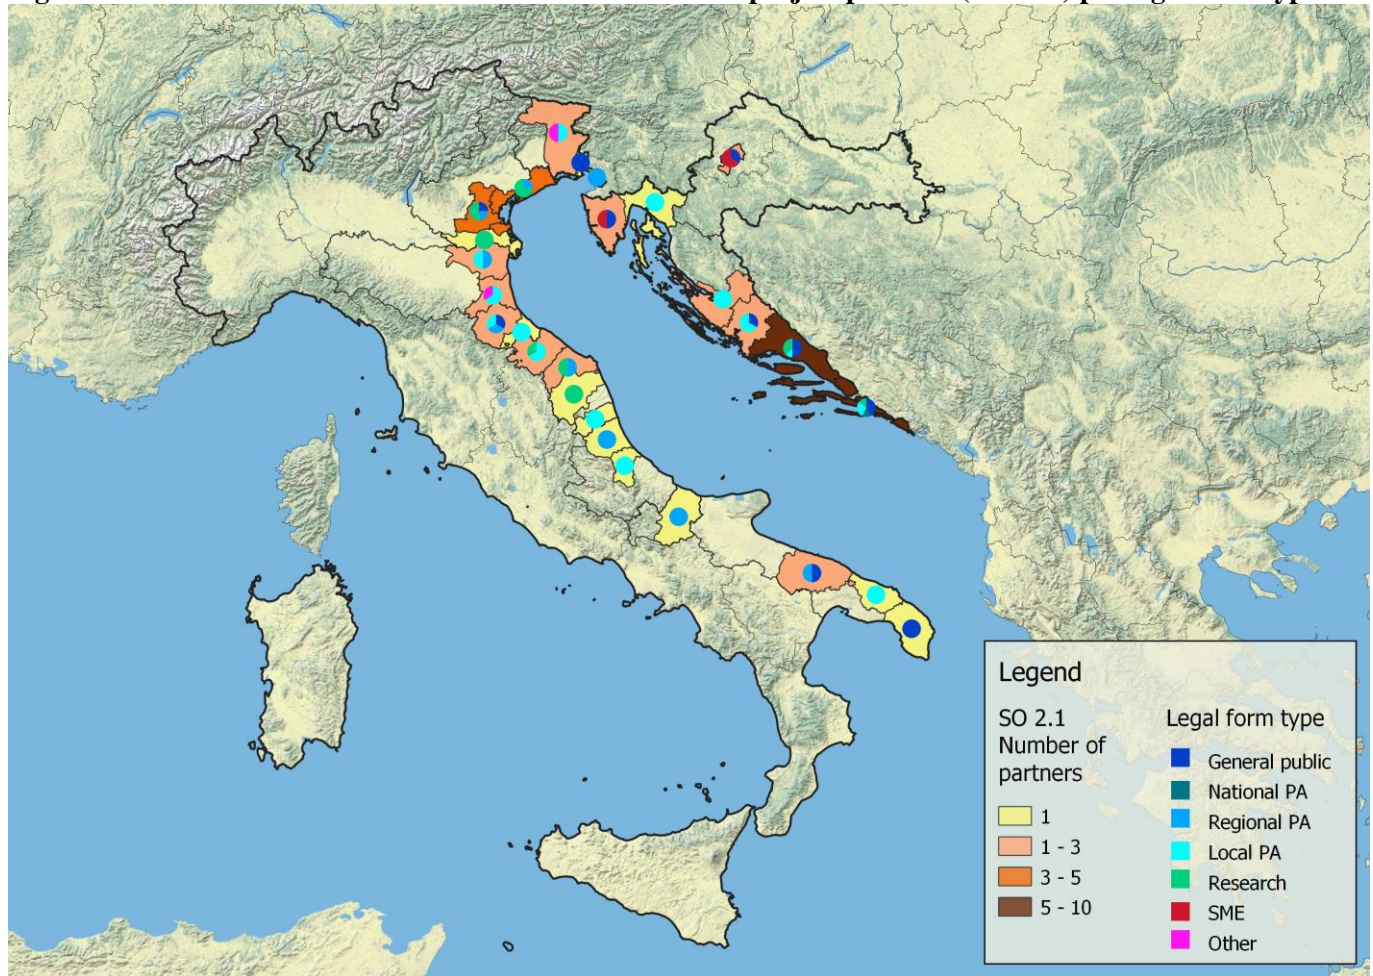 Legend
SO 2.1
Number of
partners
1
1 - 3
3 - 5
5 - 10
Legal form type
General public
National PA
Regional PA
Local PA
Research
SME
Other